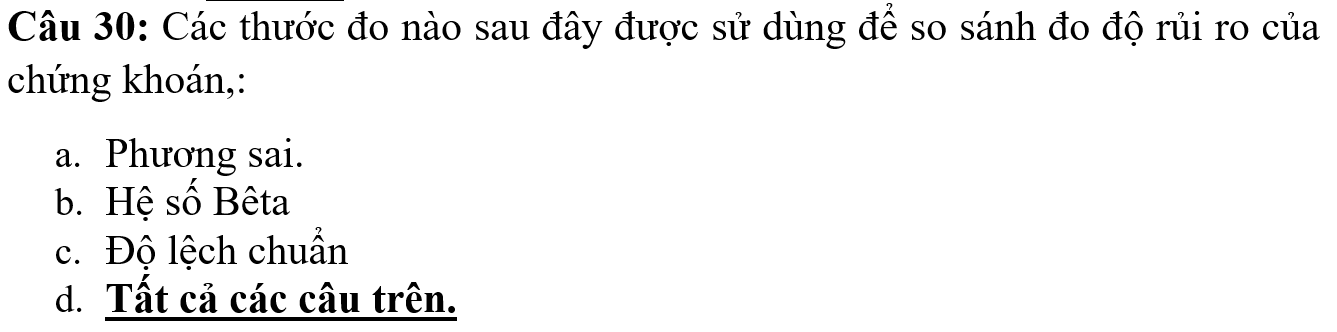 Câu 30: Các thước đo nào sau đây được sử dùng để so sánh đo độ rủi ro của
chứng khoán,:
a. Phương sai.
b. Hệ số Bêta
c. Độ lệch chuẩn
d. Tất cả các câu trên.